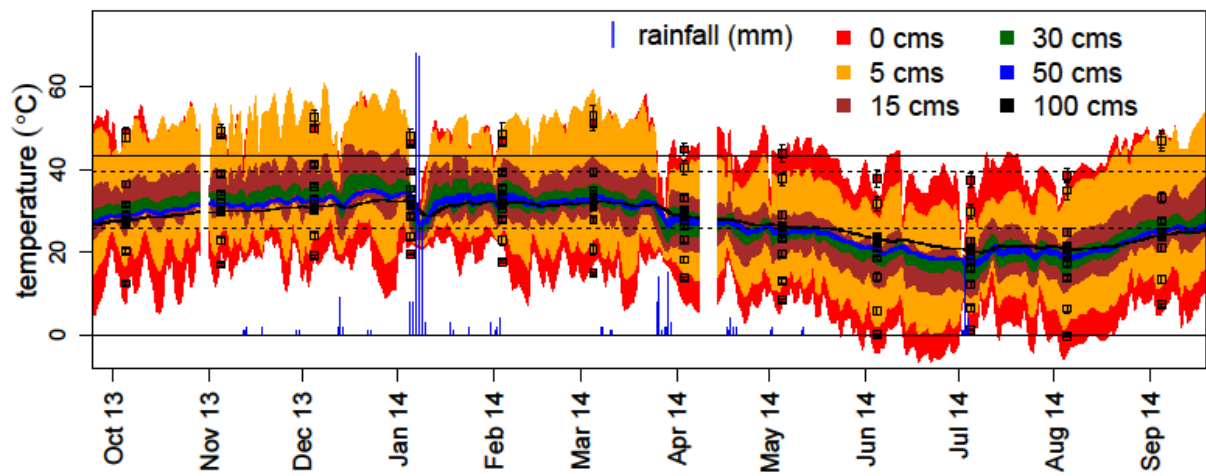 rainfall (mm)
0 cms
5 cms
15 cms
30 cms
50 cms
100 cms
temperature (°C)
60
40
20
0
Oct 13
Nov 13
Dec 13
Jan 14
Feb 14
Mar 14
Apr 14
May 14
Jun 14
Jul 14
Aug 14
Sep 14